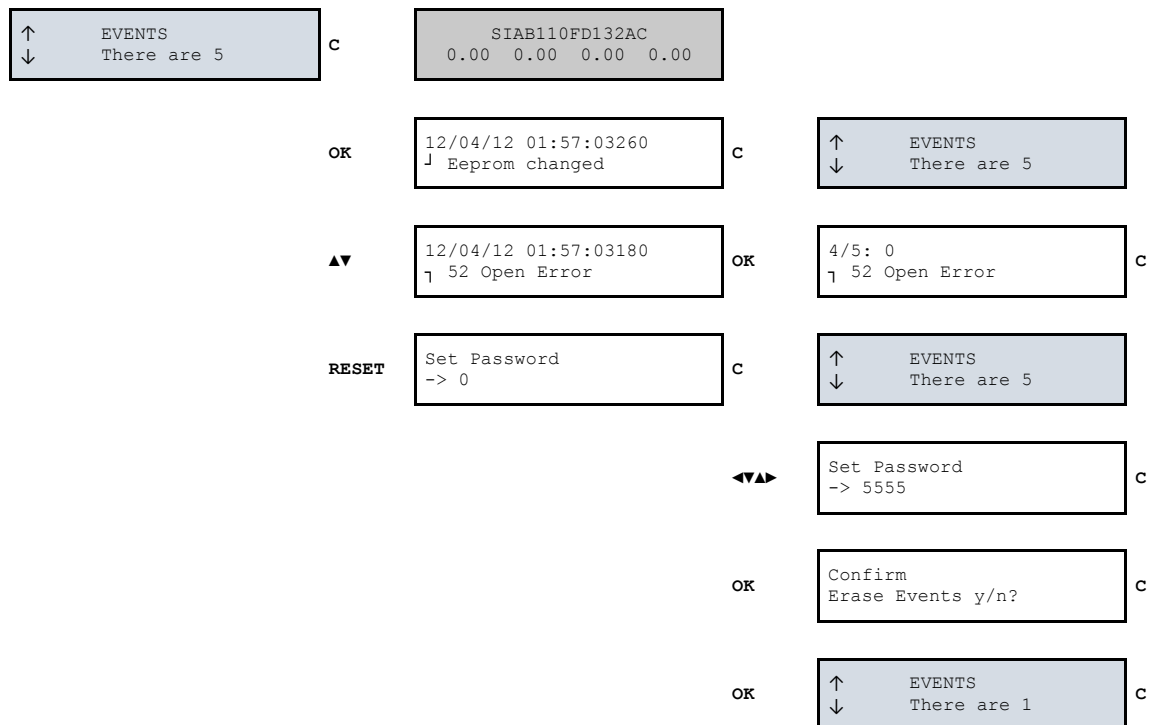 ↑ EVENTS
↓ There are 5
C
SIAB110FD132AC
0.00 0.00 0.00 0.00
OK
12/04/12 01:57:03260
┘ Eeprom changed
C
↑ EVENTS
↓ There are 5
▲▼
12/04/12 01:57:03180
┐ 52 Open Error
OK
4/5: 0
┐ 52 Open Error
C
RESET
Set Password
-> 0
C
↑ EVENTS
↓ There are 5
◄▼▲►
Set Password
-> 5555
C
OK
Confirm
Erase Events y/n?
C
OK
↑ EVENTS
↓ There are 1
C